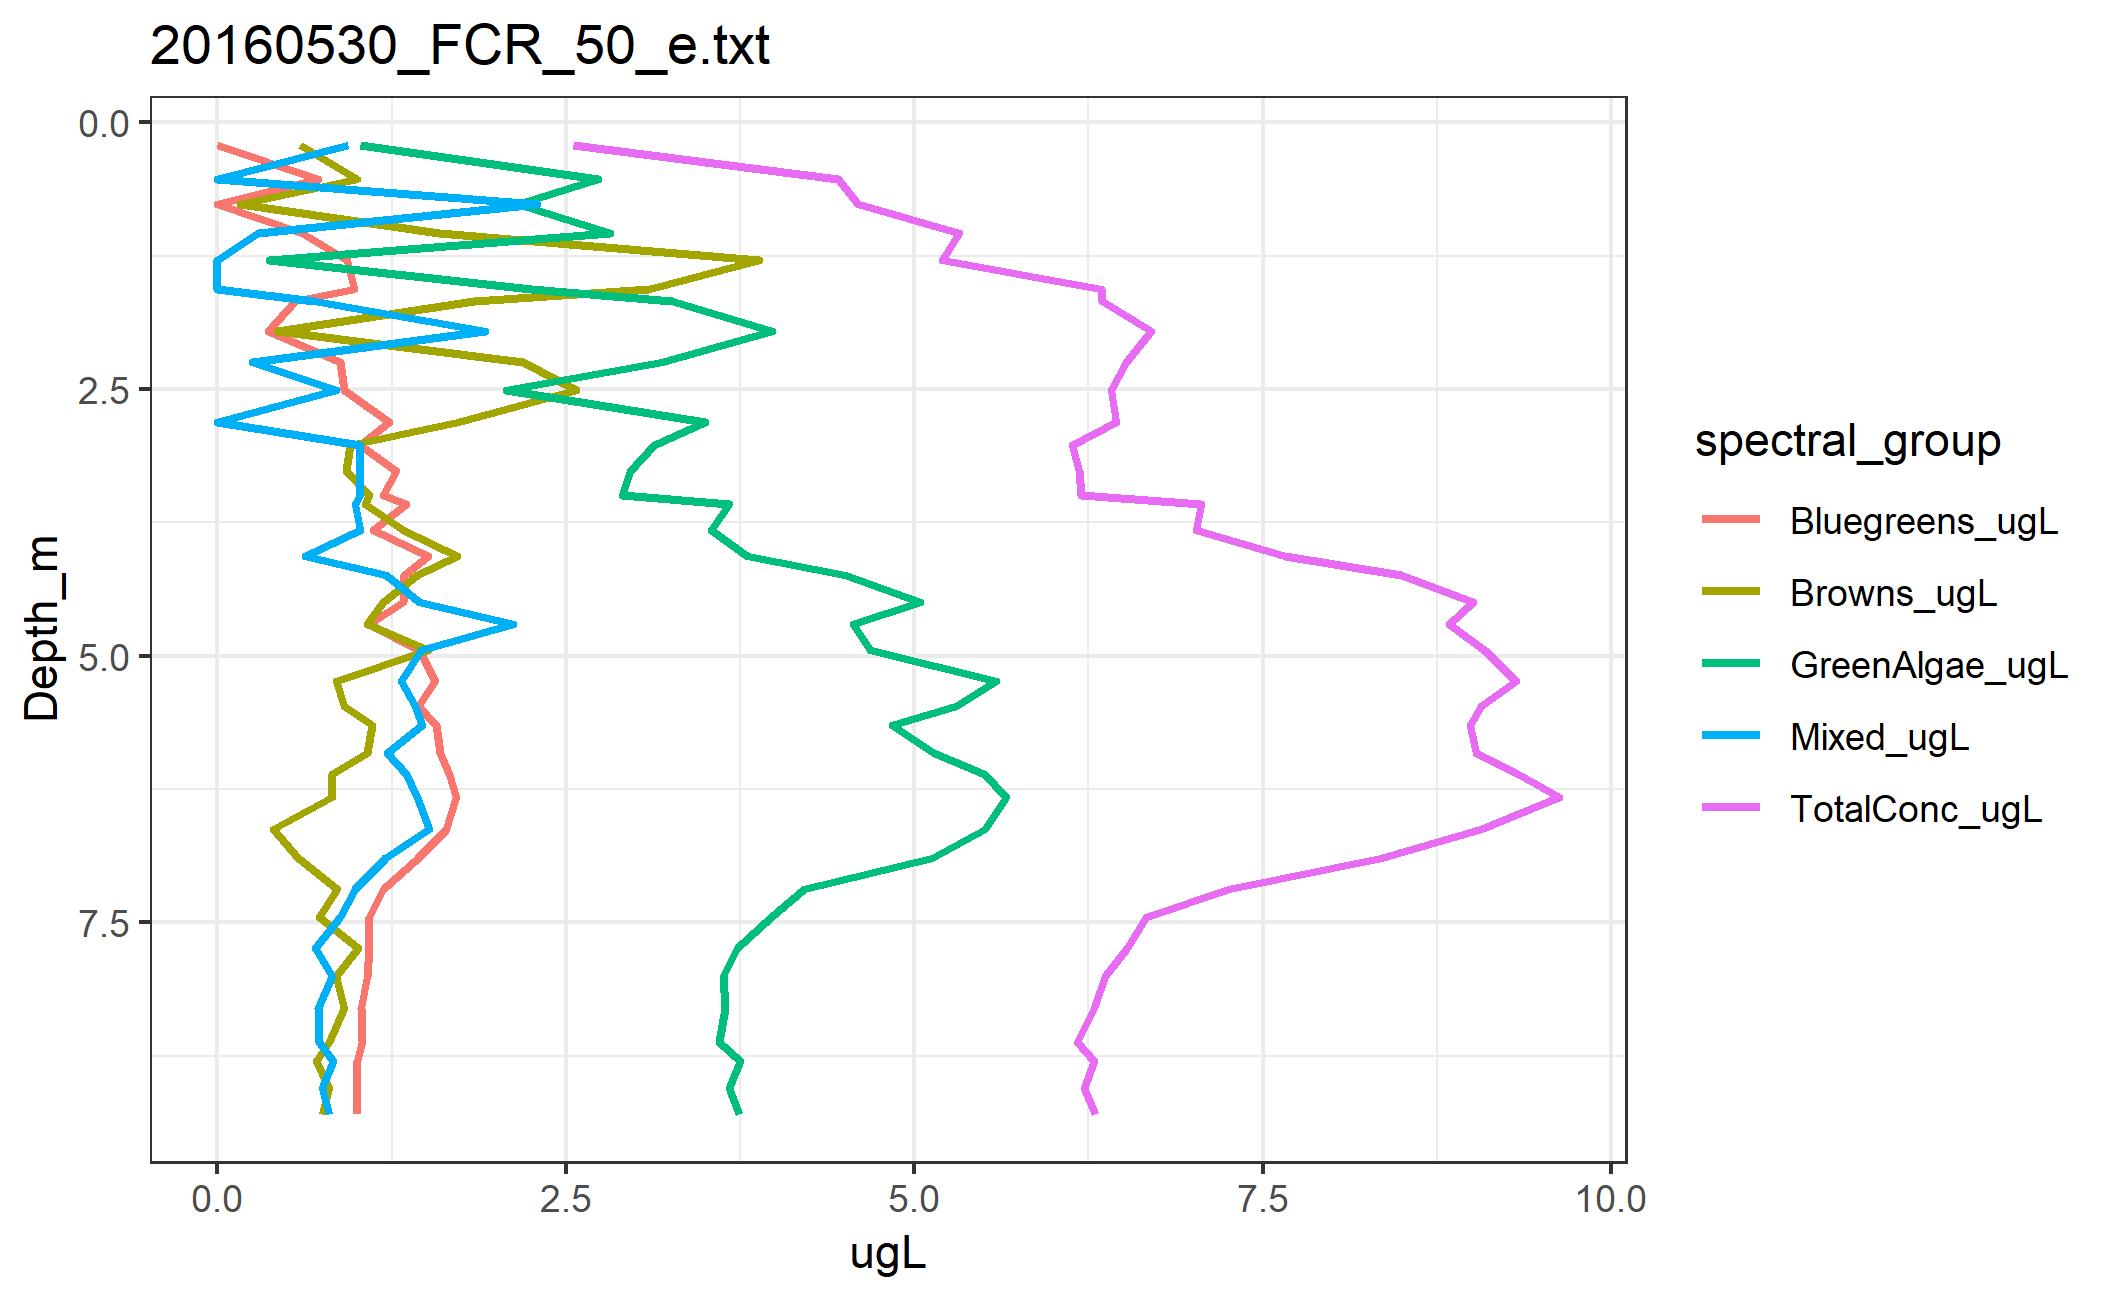 20160530_FCR_50_e.txt
0.0
2.5
5.0
7.5
Depth_m
0.0 2.5 5.0 7.5 10.0
ugL
spectral_group
Bluegreens_ugL
Browns_ugL
GreenAlgae_ugL
Mixed_ugL
TotalConc_ugL